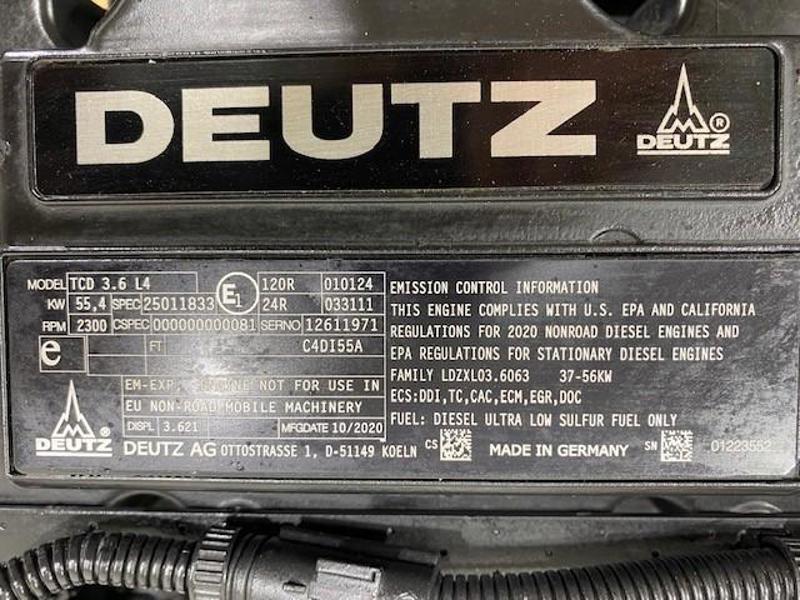 DEUTZ
DEUTZ ®
MODEL TCD 3.6 L4
KW 55,4 SPEC 25011833
RPM 2300 CSPEC 000000000081
E1
120R 010124
24R 033111
SERNO 12611971
e
FT C4DI55A
EM-EXP, ENGINE NOT FOR USE IN
EU NON-ROAD MOBILE MACHINERY
DISPL 3.621 MFGDATE 10/2020
DEUTZ
DEUTZ AG OTTOSTRASSE 1, D-51149 KOELN
EMISSION CONTROL INFORMATION
THIS ENGINE COMPLIES WITH U.S. EPA AND CALIFORNIA
REGULATIONS FOR 2020 NONROAD DIESEL ENGINES AND
EPA REGULATIONS FOR STATIONARY DIESEL ENGINES
FAMILY LDZXL03.6063 37-56KW
ECS:DDI,TC,CAC,ECM,EGR,DOC
FUEL: DIESEL ULTRA LOW SULFUR FUEL ONLY
CS MADE IN GERMANY SN 01223552